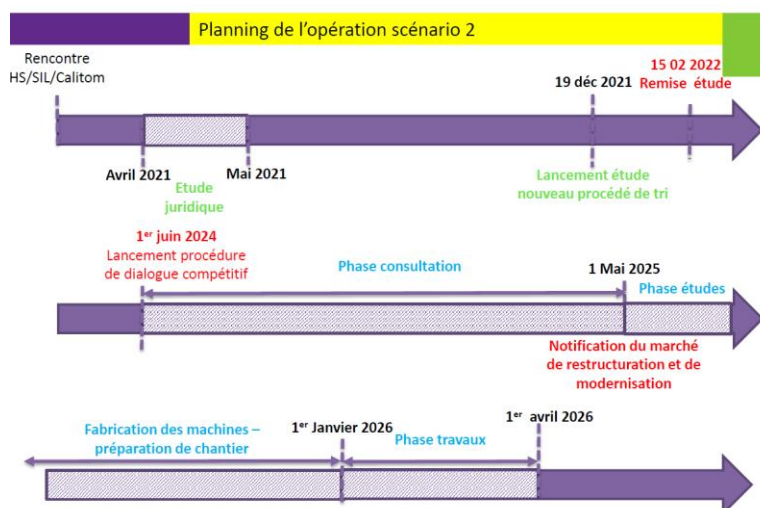 Planning de l'opération scénario 2
Rencontre
HS/SIL/Calitom
19 déc 2021
15 02 2022
Remise étude
Avril 2021
Mai 2021
Etude
juridique
Lancement étude
nouveau procédé de tri
1er juin 2024
Lancement procédure
de dialogue compétitif
Phase consultation
1 Mai 2025
Phase études
Notification du marché
de restructuration et de
modernisation
Fabrication des machines –
préparation de chantier
1er Janvier 2026
Phase travaux
1er avril 2026